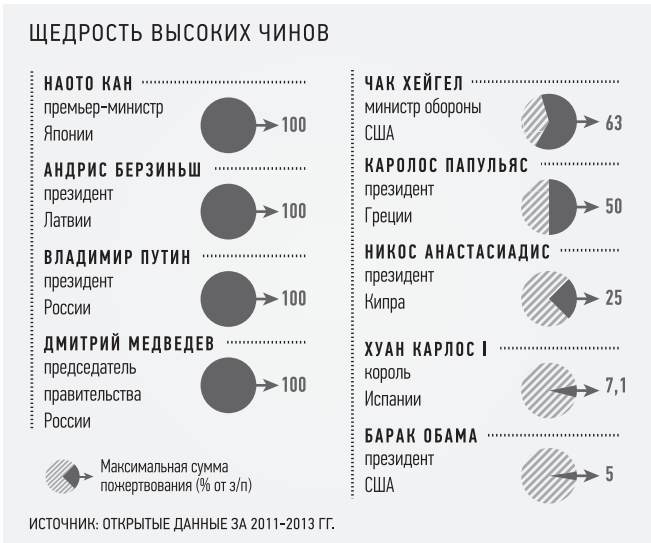 ЩЕДРОСТЬ ВЫСОКИХ ЧИНОВ
НАОТО КАН
премьер-министр
Японии
100
АНДРИС БЕРЗИНЬШ
президент
Латвии
100
ВЛАДИМИР ПУТИН
президент
России
100
ДМИТРИЙ МЕДВЕДЕВ
председатель
правительства
России
100
Максимальная сумма
пожертвования (% от з/п)
ЧАК ХЕЙГЕЛ
министр обороны
США
63
КАРОЛОС ПАПУЛЬЯС
президент
Греции
50
НИКОС АНАСТАСИАДИС
президент
Кипра
25
ХУАН КАРЛОС I
король
Испании
7,1
БАРАК ОБАМА
президент
США
5
ИСТОЧНИК: ОТКРЫТЫЕ ДАННЫЕ ЗА 2011-2013 ГГ.